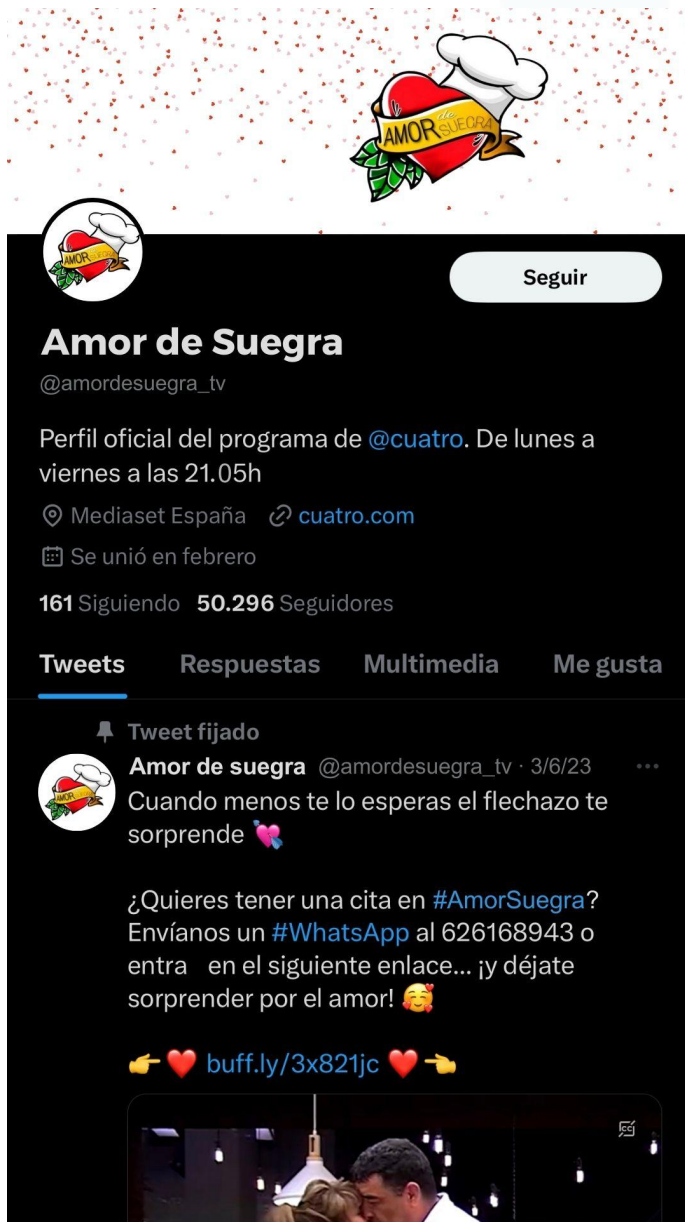 AMOR de SUEGRA
AMOR
Seguir
Amor de Suegra
@amordesuegra_tv
Perfil oficial del programa de @cuatro. De lunes a
viernes a las 21.05h
Mediaset España cuatro.com
Se unió en febrero
161 Siguiendo 50.296 Seguidores
Tweets Respuestas Multimedia Me gusta
Tweet fijado
Amor de suegra @amordesuegra_tv · 3/6/23 ...
Cuando menos te lo esperas el flechazo te
sorprende 💘
¿Quieres tener una cita en #AmorSuegra?
Envíanos un #WhatsApp al 626168943 o
entra en el siguiente enlace... ¡y déjate
sorprender por el amor! 🥰
👉❤️ buff.ly/3x821jc ❤️👈
AMOR